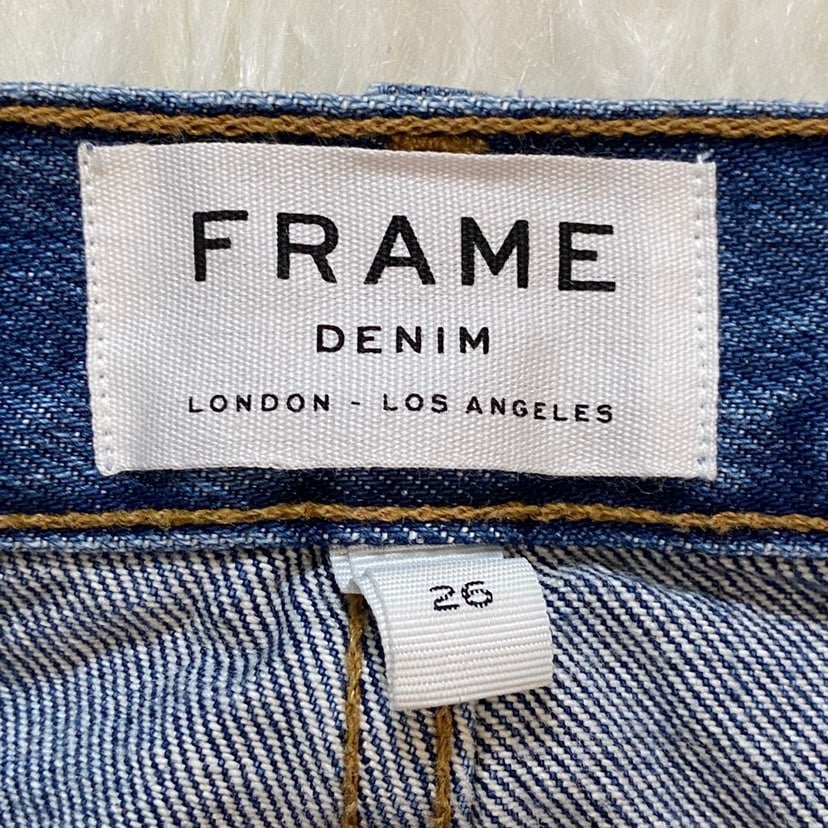 FRAME
DENIM
LONDON - LOS ANGELES
26